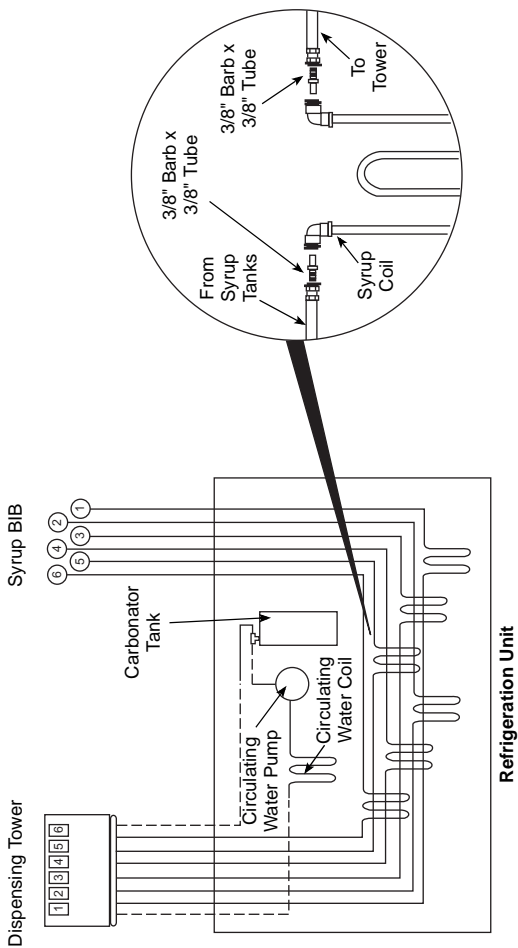 Dispensing Tower
1
2
3
4
5
6
Syrup BIB
6
5
4
3
2
1
Carbonator
Tank
Circulating
Water Pump
Circulating
Water Coil
Refrigeration Unit
From
Syrup
Tanks
3/8" Barb x
3/8" Tube
3/8" Barb x
3/8" Tube
To
Tower
Syrup
Coil